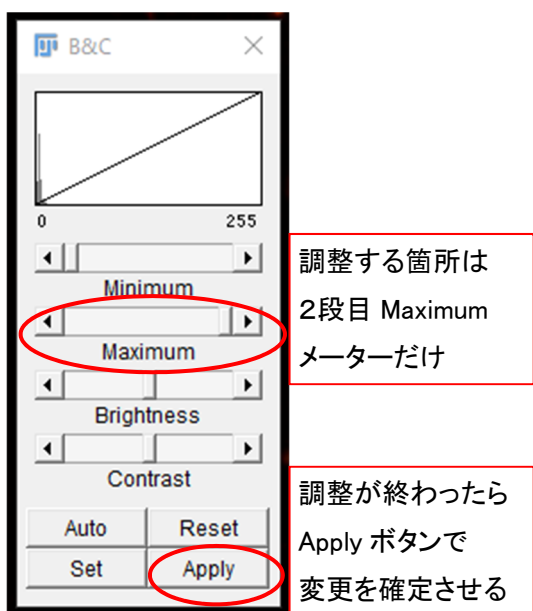 B&C
0 255
Minimum
Maximum
Brightness
Contrast
Auto Reset
Set Apply
調整する箇所は
２段目 Maximum
メーターだけ
調整が終わったら
Apply ボタンで
変更を確定させる